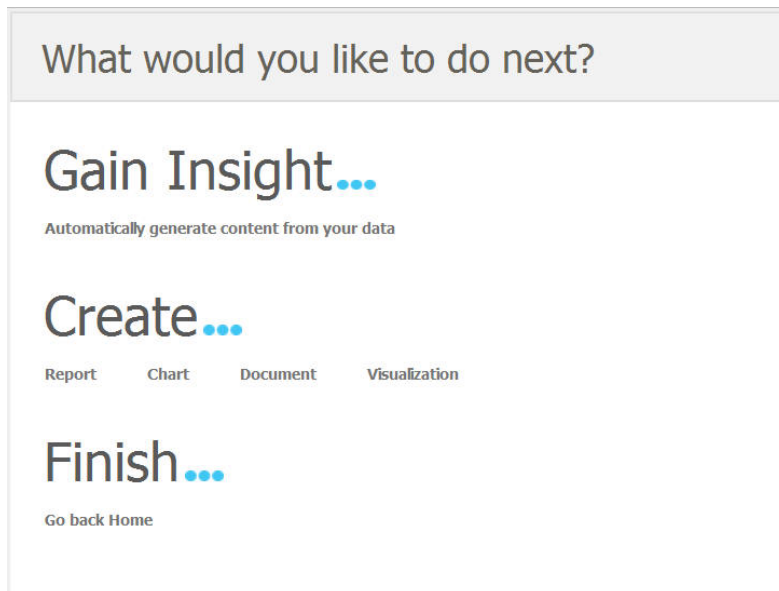 What would you like to do next?
Gain Insight...
Automatically generate content from your data
Create...
Report Chart Document Visualization
Finish...
Go back Home